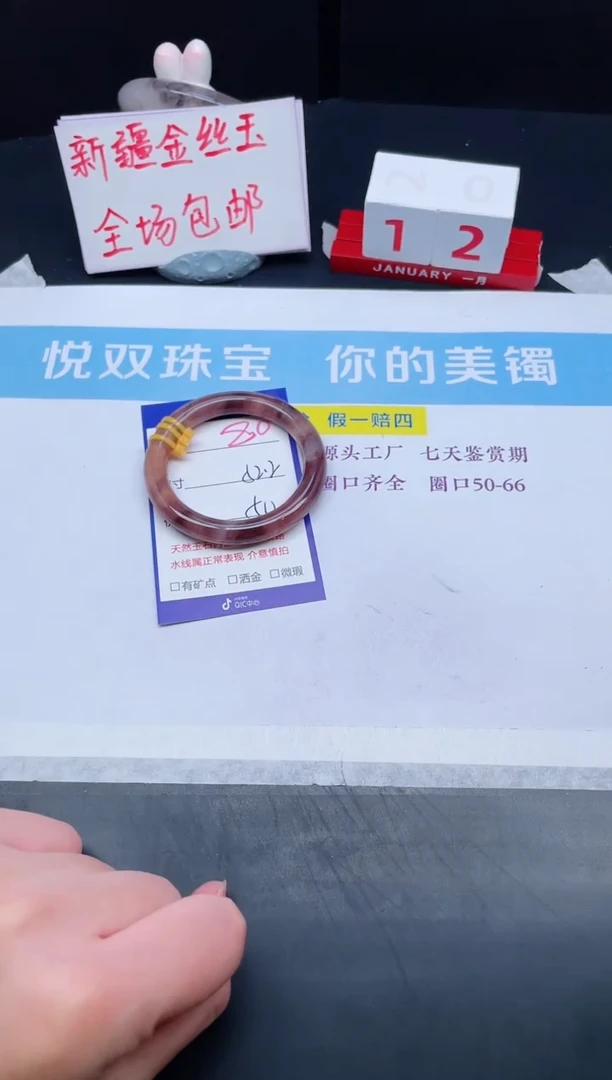 新疆金丝玉
全场包邮
1 2
JANUARY 一月
悦双珠宝 你的美镯
假一赔四
源头工厂 七天鉴赏期
圈口齐全 圈口50-66
寸
天然玉石
水线属正常表现 介意慎拍
□有矿点 □洒金 □微瑕
QIC中心